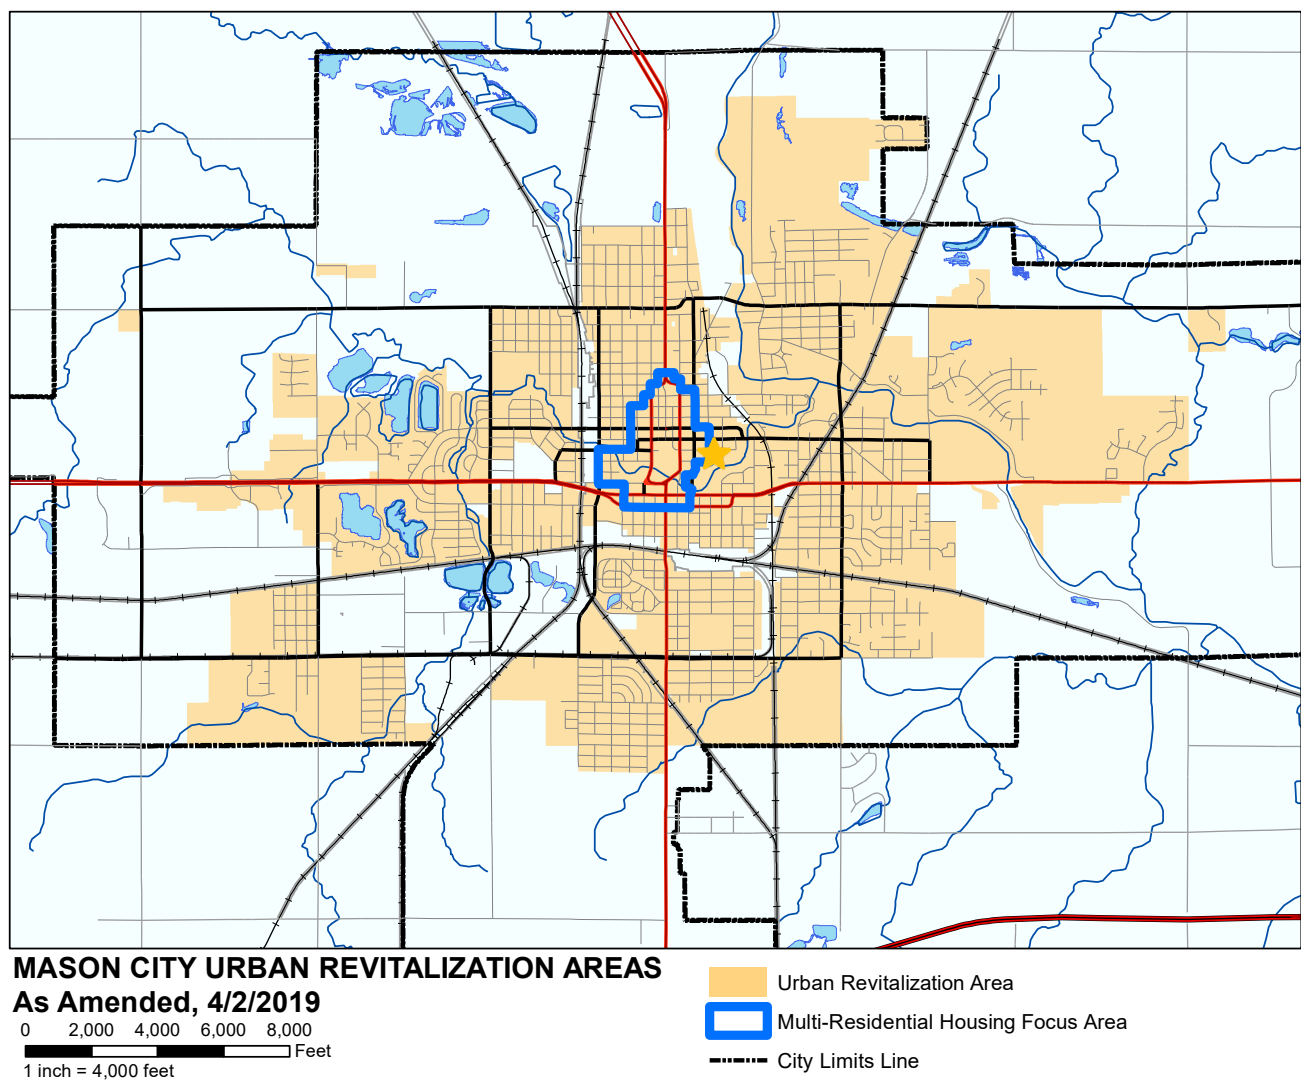 MASON CITY URBAN REVITALIZATION AREAS
As Amended, 4/2/2019
0 2,000 4,000 6,000 8,000
Feet
1 inch = 4,000 feet
Urban Revitalization Area
Multi-Residential Housing Focus Area
City Limits Line